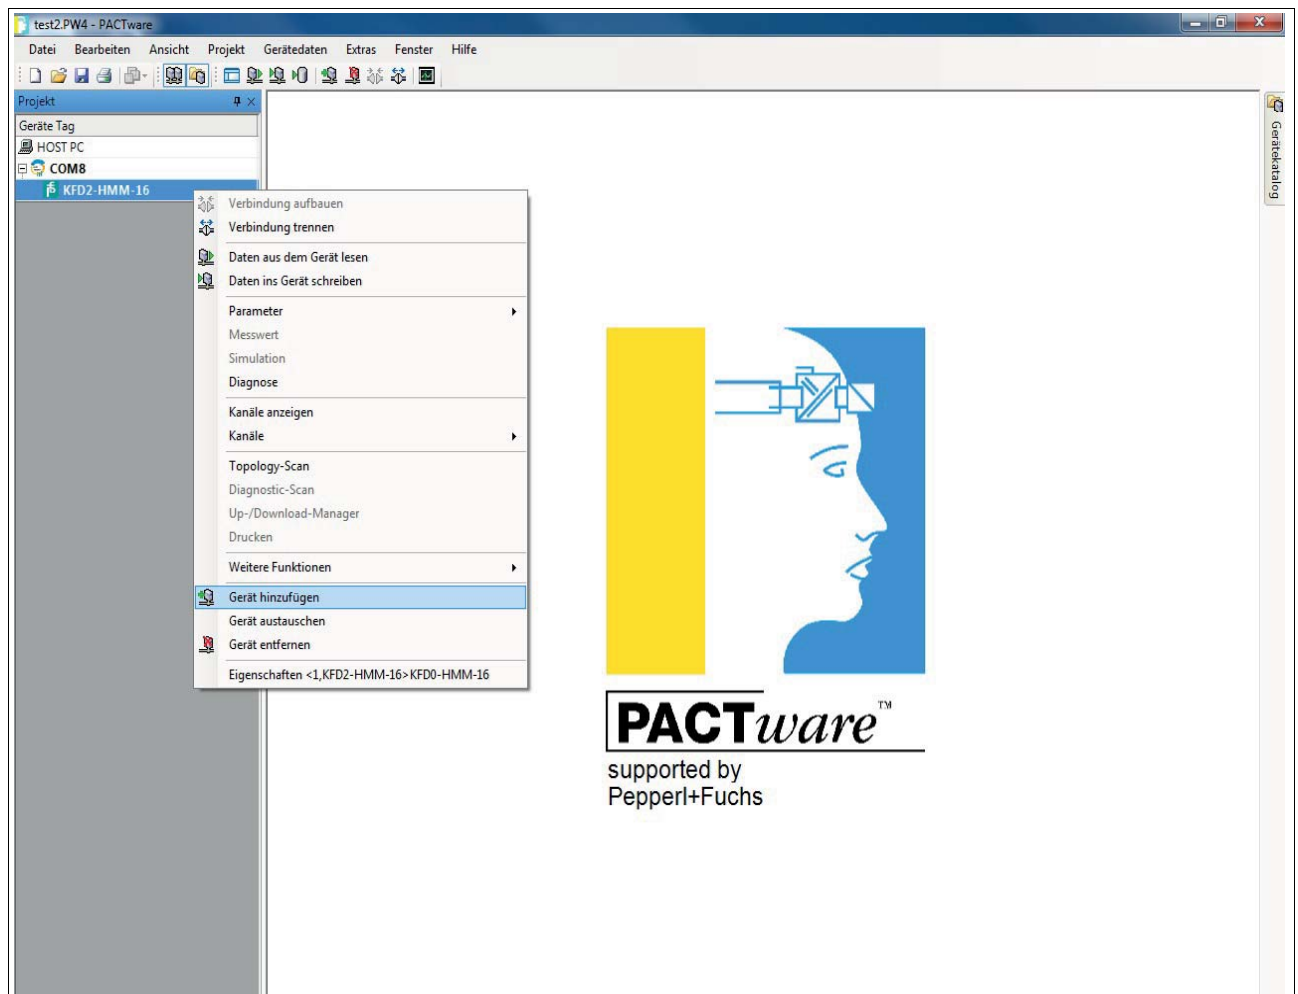 test2.PW4 - PACTware
Datei Bearbeiten Ansicht Projekt Gerätedaten Extras Fenster Hilfe
Projekt
Geräte Tag
HOST PC
COM8
KFD2-HMM-16
Verbindung aufbauen
Verbindung trennen
Daten aus dem Gerät lesen
Daten ins Gerät schreiben
Parameter
Messwert
Simulation
Diagnose
Kanäle anzeigen
Kanäle
Topology-Scan
Diagnostic-Scan
Up-/Download-Manager
Drucken
Weitere Funktionen
Gerät hinzufügen
Gerät austauschen
Gerät entfernen
Eigenschaften <1,KFD2-HMM-16>KFD0-HMM-16
PACTware™
supported by
Pepperl+Fuchs
Gerätekatalog